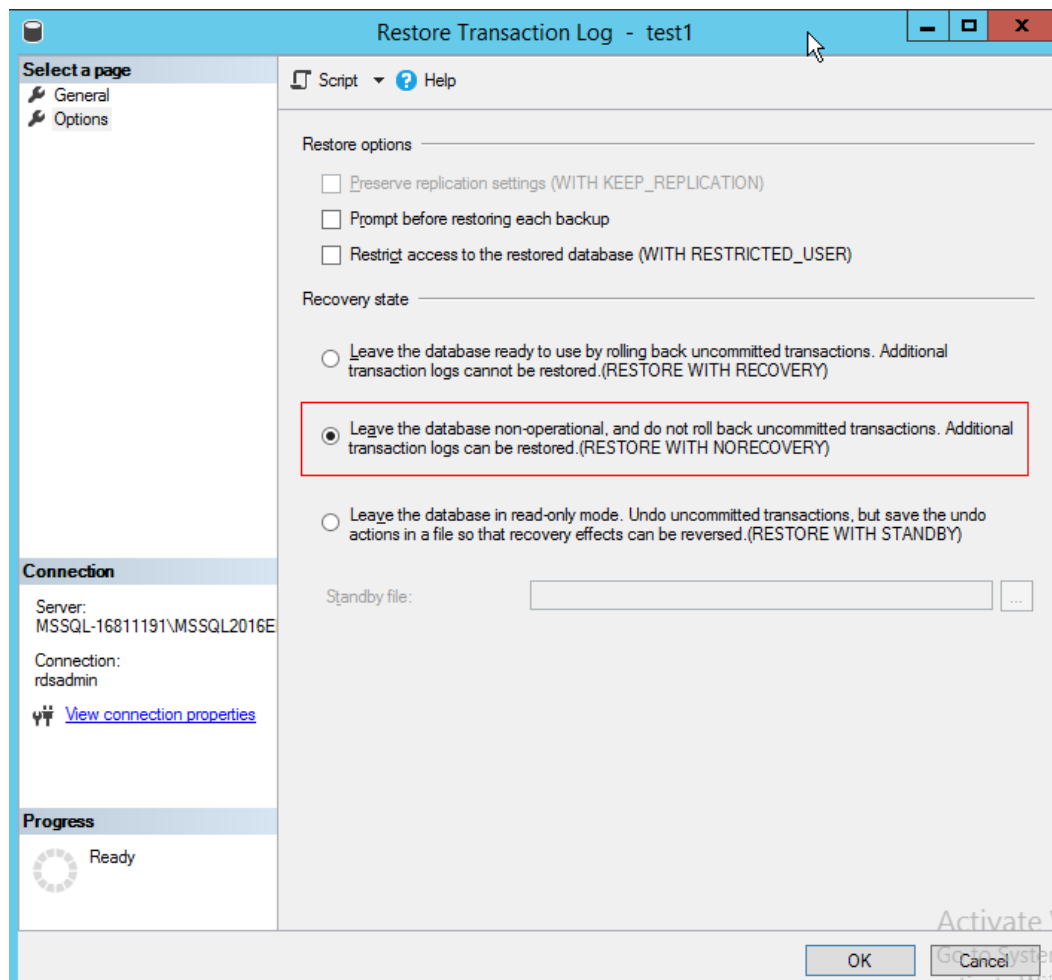 Restore Transaction Log - test1
X
Select a page
General
Options
Script
Help
Restore options
Preserve replication settings (WITH KEEP_REPLICATION)
Prompt before restoring each backup
Restrict access to the restored database (WITH RESTRICTED_USER)
Recovery state
Leave the database ready to use by rolling back uncommitted transactions. Additional
transaction logs cannot be restored.(RESTORE WITH RECOVERY)
Leave the database non-operational, and do not roll back uncommitted transactions. Additional
transaction logs can be restored.(RESTORE WITH NORECOVERY)
Leave the database in read-only mode. Undo uncommitted transactions, but save the undo
actions in a file so that recovery effects can be reversed.(RESTORE WITH STANDBY)
Standby file:
...
Connection
Server:
MSSQL-16811191\MSSQL2016E
Connection:
rdsadmin
View connection properties
Progress
Ready
Activate
Go to System
OK
Cancel